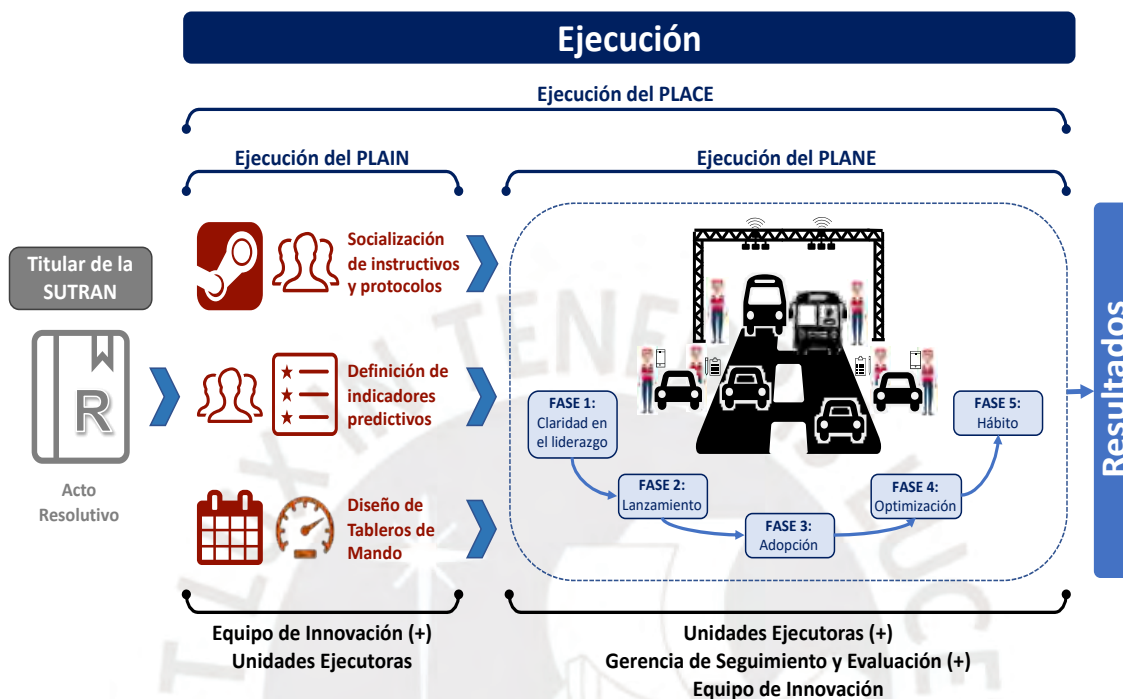 Ejecución
Ejecución del PLACE
Ejecución del PLAIN
Ejecución del PLANE
Titular de la
SUTRAN
R
Acto
Resolutivo
Socialización
de instructivos
y protocolos
Definición de
indicadores
predictivos
Diseño de
Tableros de
Mando
FASE 1:
Claridad en
el liderazgo
FASE 2:
Lanzamiento
FASE 3:
Adopción
FASE 4:
Optimización
FASE 5:
Hábito
Resultados
Equipo de Innovación (+)
Unidades Ejecutoras
Unidades Ejecutoras (+)
Gerencia de Seguimiento y Evaluación (+)
Equipo de Innovación